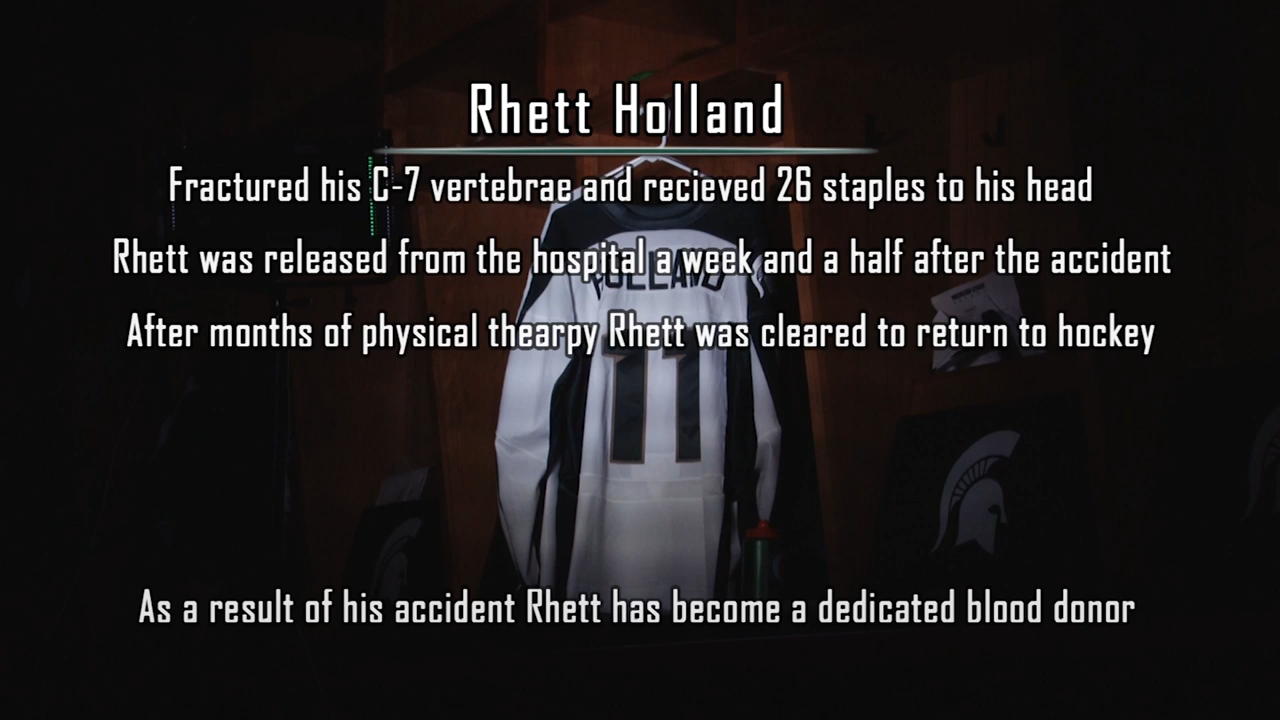 Rhett Holland
Fractured his C-7 vertebrae and recieved 26 staples to his head
Rhett was released from the hospital a week and a half after the accident
HOLLAND
After months of physical thearpy Rhett was cleared to return to hockey
11
As a result of his accident Rhett has become a dedicated blood donor